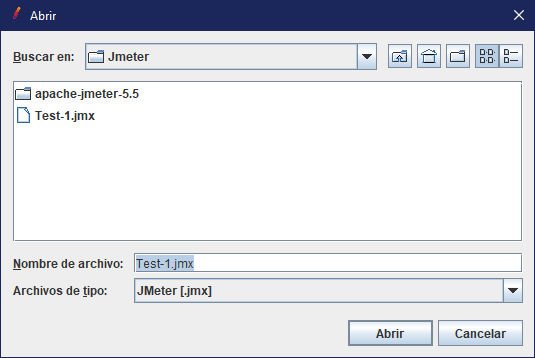 Abrir
Buscar en: Jmeter
apache-jmeter-5.5
Test-1.jmx
Nombre de archivo: Test-1.jmx
Archivos de tipo: JMeter [.jmx]
Abrir Cancelar